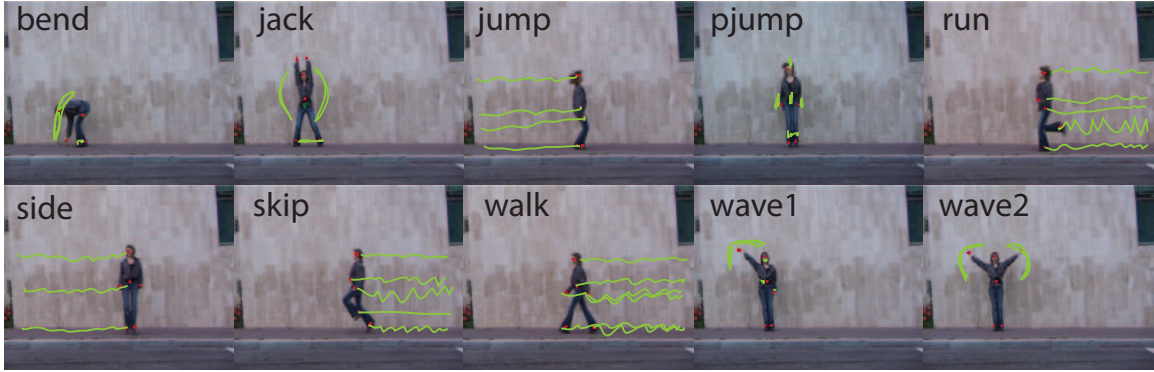 bend
jack
jump
pjump
run
side
skip
walk
wave1
wave2